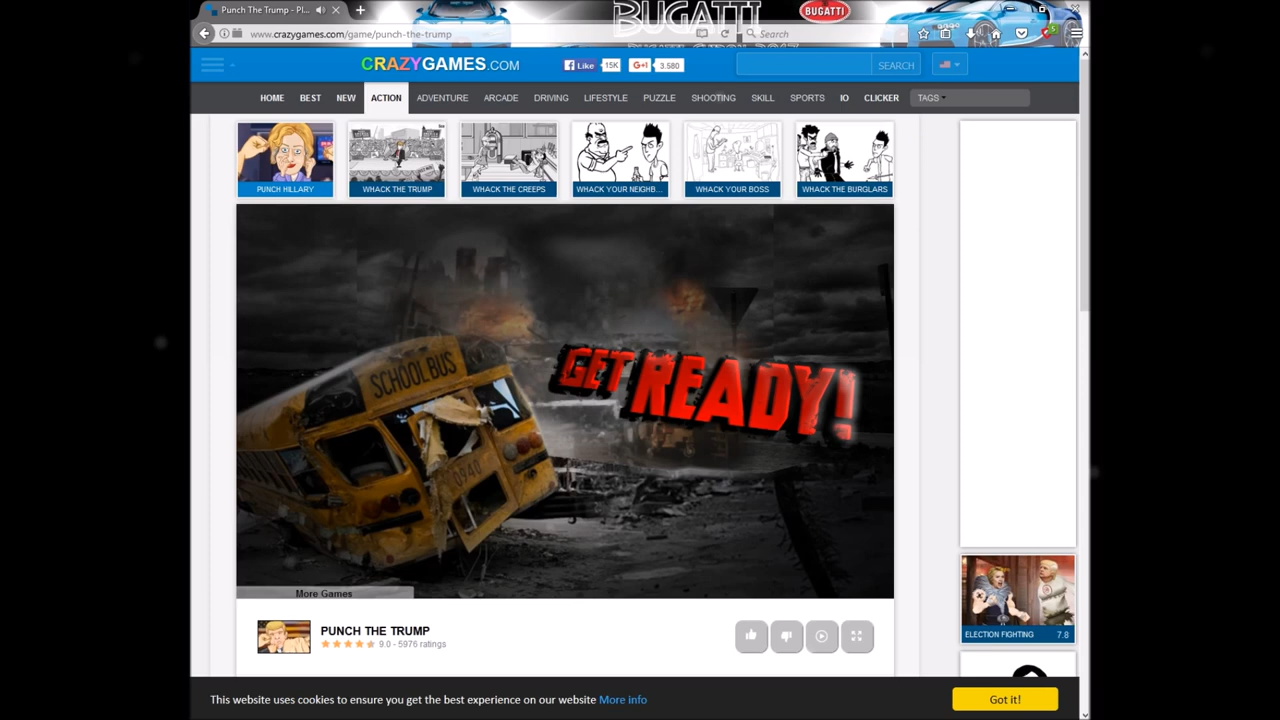 Punch The Trump - Pl...
BUGATTI
BUGATTI
www.crazygames.com/game/punch-the-trump
Search
5
CRAZYGAMES.COM
Like
15K
G+1
3.580
SEARCH
HOME
BEST
NEW
ACTION
ADVENTURE
ARCADE
DRIVING
LIFESTYLE
PUZZLE
SHOOTING
SKILL
SPORTS
IO
CLICKER
TAGS
PUNCH HILLARY
WHACK THE TRUMP
WHACK THE CREEPS
WHACK YOUR NEIGHB...
WHACK YOUR BOSS
WHACK THE BURGLARS
SCHOOL BUS
GET READY!
0940
More Games
PUNCH THE TRUMP
9.0 - 5976 ratings
ELECTION FIGHTING
7.8
This website uses cookies to ensure you get the best experience on our website More info
Got it!